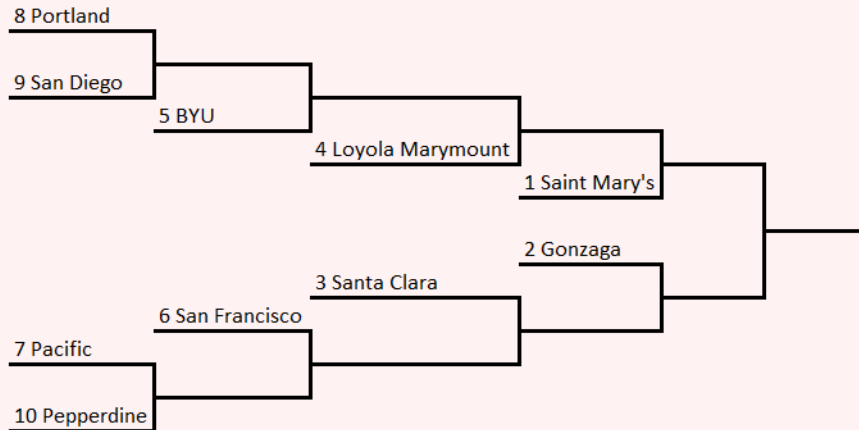 8 Portland
9 San Diego
5 BYU
4 Loyola Marymount
1 Saint Mary's
2 Gonzaga
3 Santa Clara
6 San Francisco
7 Pacific
10 Pepperdine